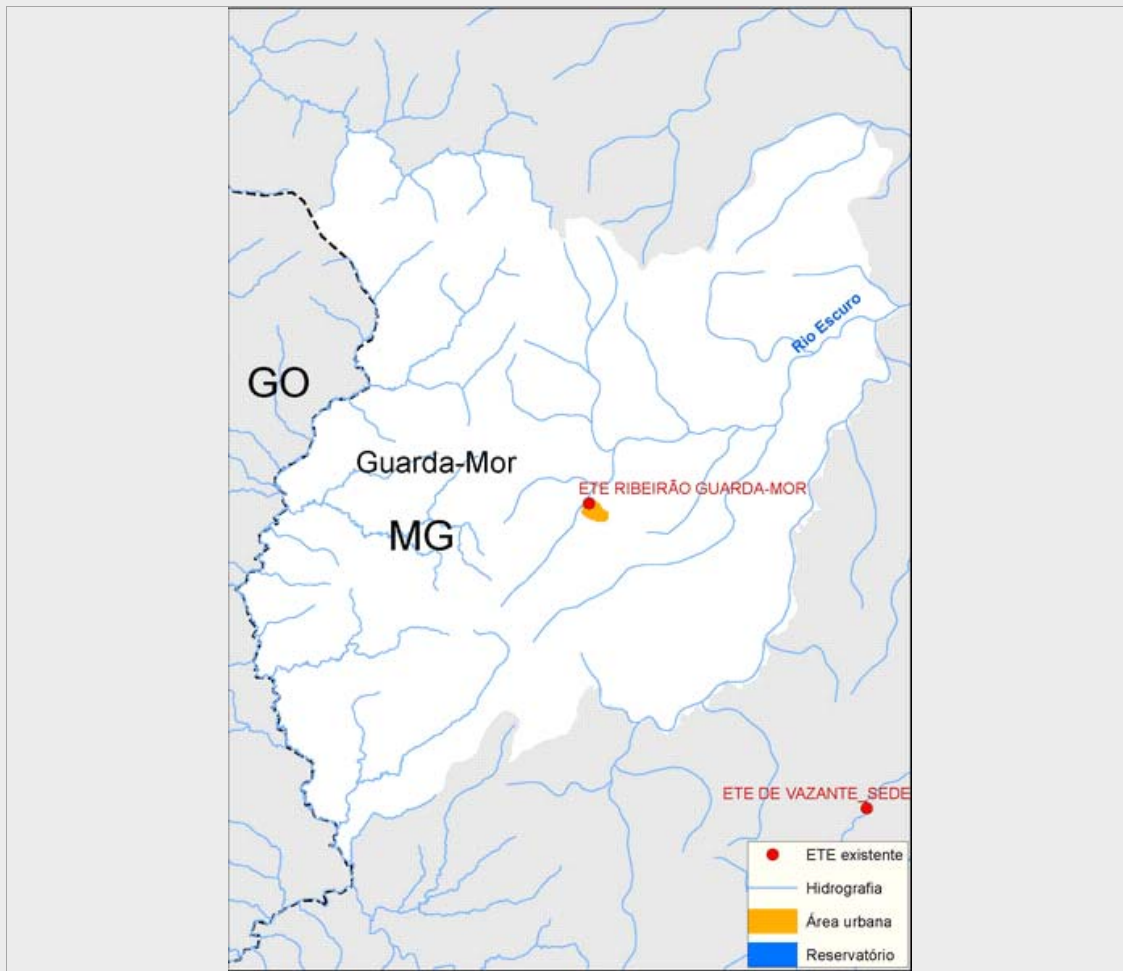 Rio Escuro
GO
Guarda-Mor
ETE RIBEIRÃO GUARDA-MOR
MG
ETE DE VAZANTE_SEDE
ETE existente
Hidrografia
Área urbana
Reservatório